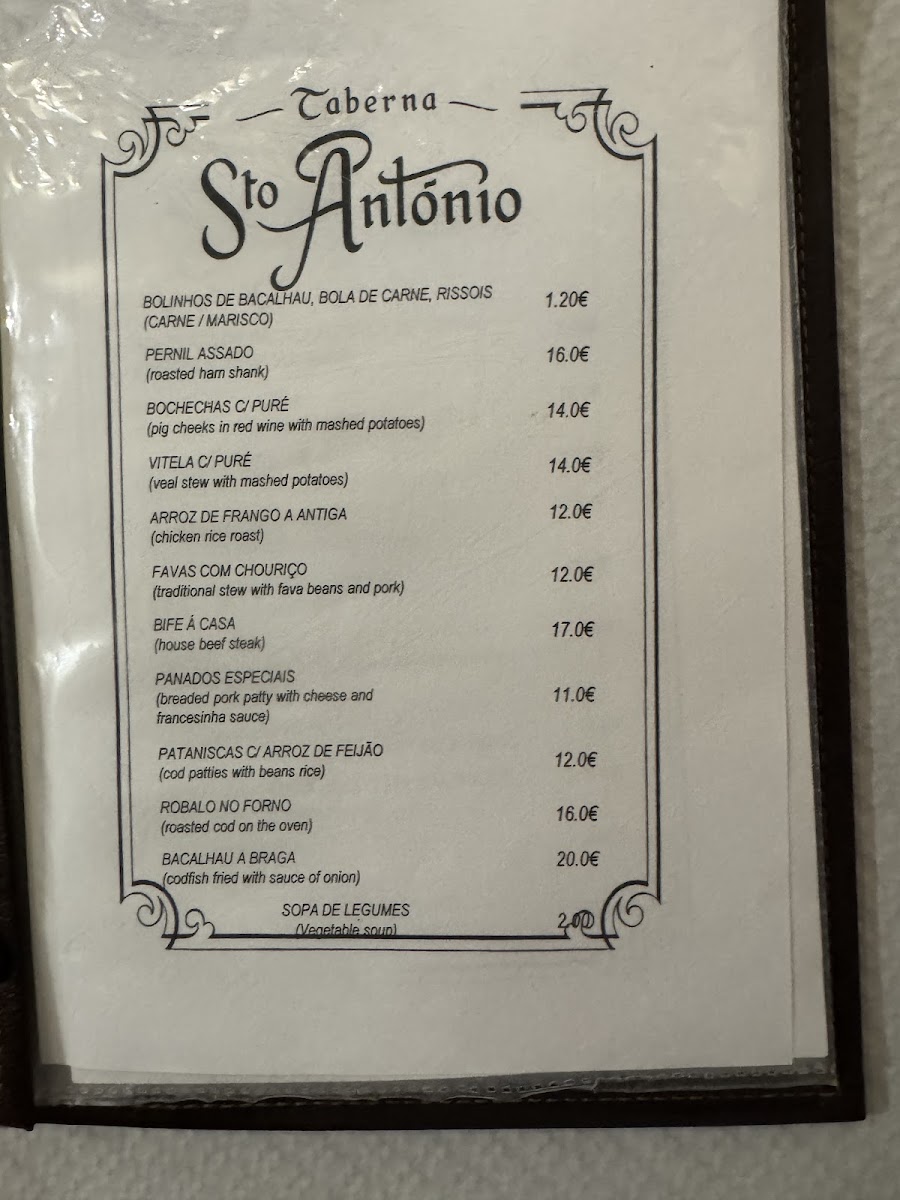 Taberna
Sto António
BOLINHOS DE BACALHAU, BOLA DE CARNE, RISSOIS 1.20€
(CARNE / MARISCO)
PERNIL ASSADO 16.0€
(roasted ham shank)
BOCHECHAS C/ PURÉ 14.0€
(pig cheeks in red wine with mashed potatoes)
VITELA C/ PURÉ 14.0€
(veal stew with mashed potatoes)
ARROZ DE FRANGO A ANTIGA 12.0€
(chicken rice roast)
FAVAS COM CHOURIÇO 12.0€
(traditional stew with fava beans and pork)
BIFE Á CASA 17.0€
(house beef steak)
PANADOS ESPECIAIS
(breaded pork patty with cheese and 11.0€
francesinha sauce)
PATANISCAS C/ ARROZ DE FEIJÃO 12.0€
(cod patties with beans rice)
ROBALO NO FORNO 16.0€
(roasted cod on the oven)
BACALHAU A BRAGA 20.0€
(codfish fried with sauce of onion)
SOPA DE LEGUMES 2.00
(Vegetable soup)